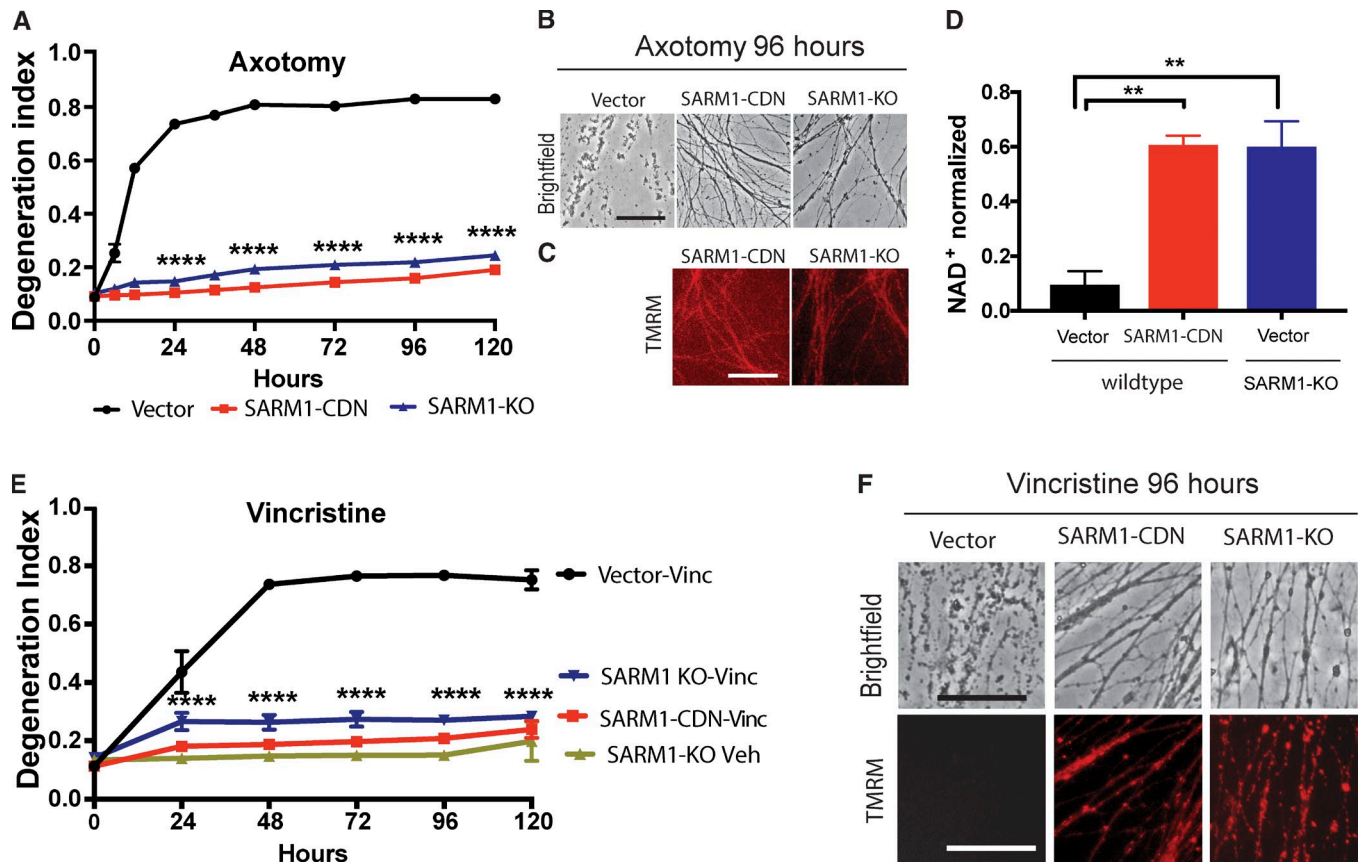 A
Axotomy
Degeneration index
1.0
0.8
0.6
0.4
0.2
0.0
**** **** **** **** ****
0 24 48 72 96 120
Hours
Vector SARM1-CDN SARM1-KO
B
Axotomy 96 hours
Vector SARM1-CDN SARM1-KO
Brightfield
C
SARM1-CDN SARM1-KO
TMRM
D
NAD+ normalized
0.8
0.6
0.4
0.2
0.0
**
**
Vector SARM1-CDN Vector
wildtype SARM1-KO
E
Vincristine
Degeneration Index
1.0
0.8
0.6
0.4
0.2
0.0
**** **** **** **** ****
0 24 48 72 96 120
Hours
Vector-Vinc
SARM1 KO-Vinc
SARM1-CDN-Vinc
SARM1-KO Veh
F
Vincristine 96 hours
Vector SARM1-CDN SARM1-KO
Brightfield
TMRM